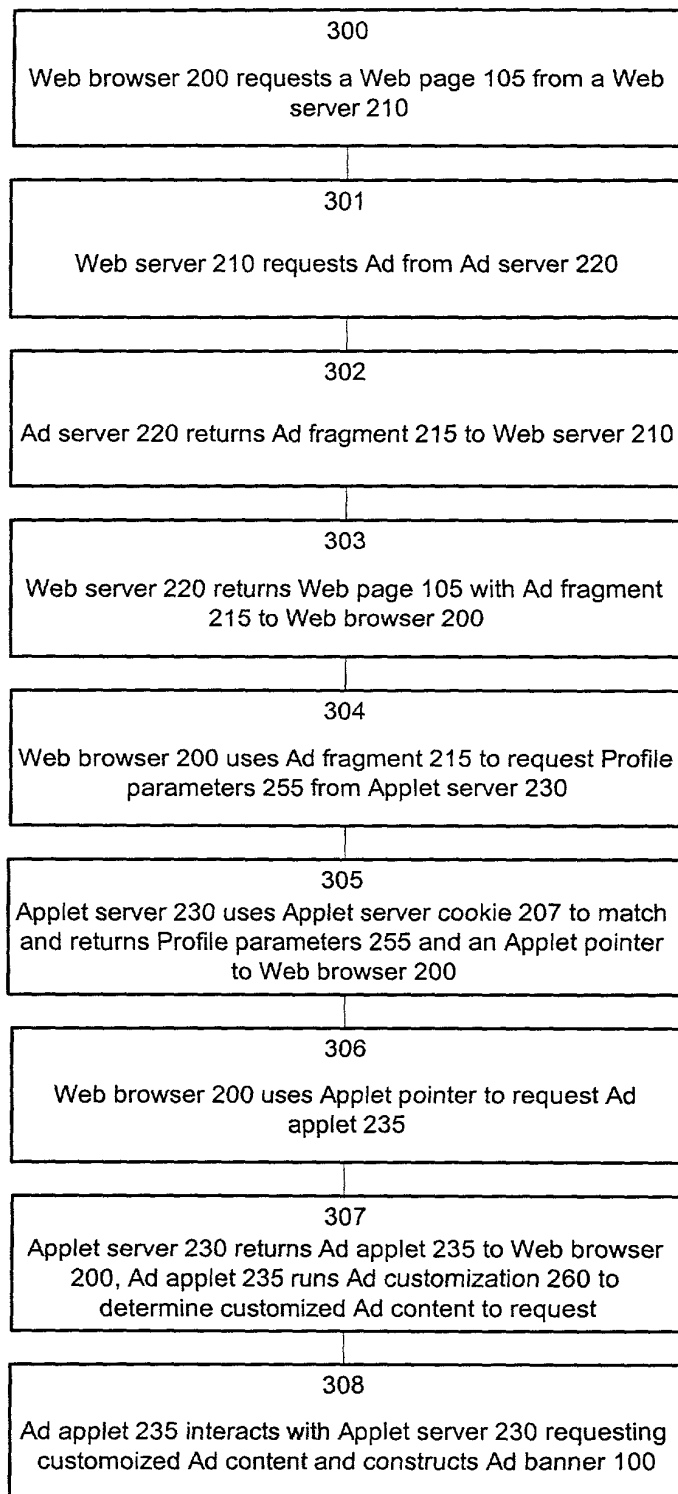 300
Web browser 200 requests a Web page 105 from a Web
server 210
301
Web server 210 requests Ad from Ad server 220
302
Ad server 220 returns Ad fragment 215 to Web server 210
303
Web server 220 returns Web page 105 with Ad fragment
215 to Web browser 200
304
Web browser 200 uses Ad fragment 215 to request Profile
parameters 255 from Applet server 230
305
Applet server 230 uses Applet server cookie 207 to match
and returns Profile parameters 255 and an Applet pointer
to Web browser 200
306
Web browser 200 uses Applet pointer to request Ad
applet 235
307
Applet server 230 returns Ad applet 235 to Web browser
200, Ad applet 235 runs Ad customization 260 to
determine customized Ad content to request
308
Ad applet 235 interacts with Applet server 230 requesting
customoized Ad content and constructs Ad banner 100